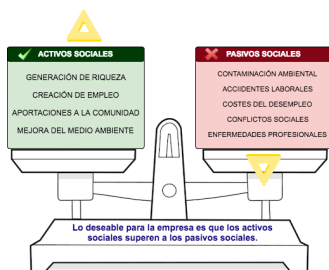 ACTIVOS SOCIALES
GENERACIÓN DE RIQUEZA
CREACIÓN DE EMPLEO
APORTACIONES A LA COMUNIDAD
MEJORA DEL MEDIO AMBIENTE
PASIVOS SOCIALES
CONTAMINACIÓN AMBIENTAL
ACCIDENTES LABORALES
COSTES DEL DESEMPLEO
CONFLICTOS SOCIALES
ENFERMEDADES PROFESIONALES
Lo deseable para la empresa es que los activos
sociales superen a los pasivos sociales.